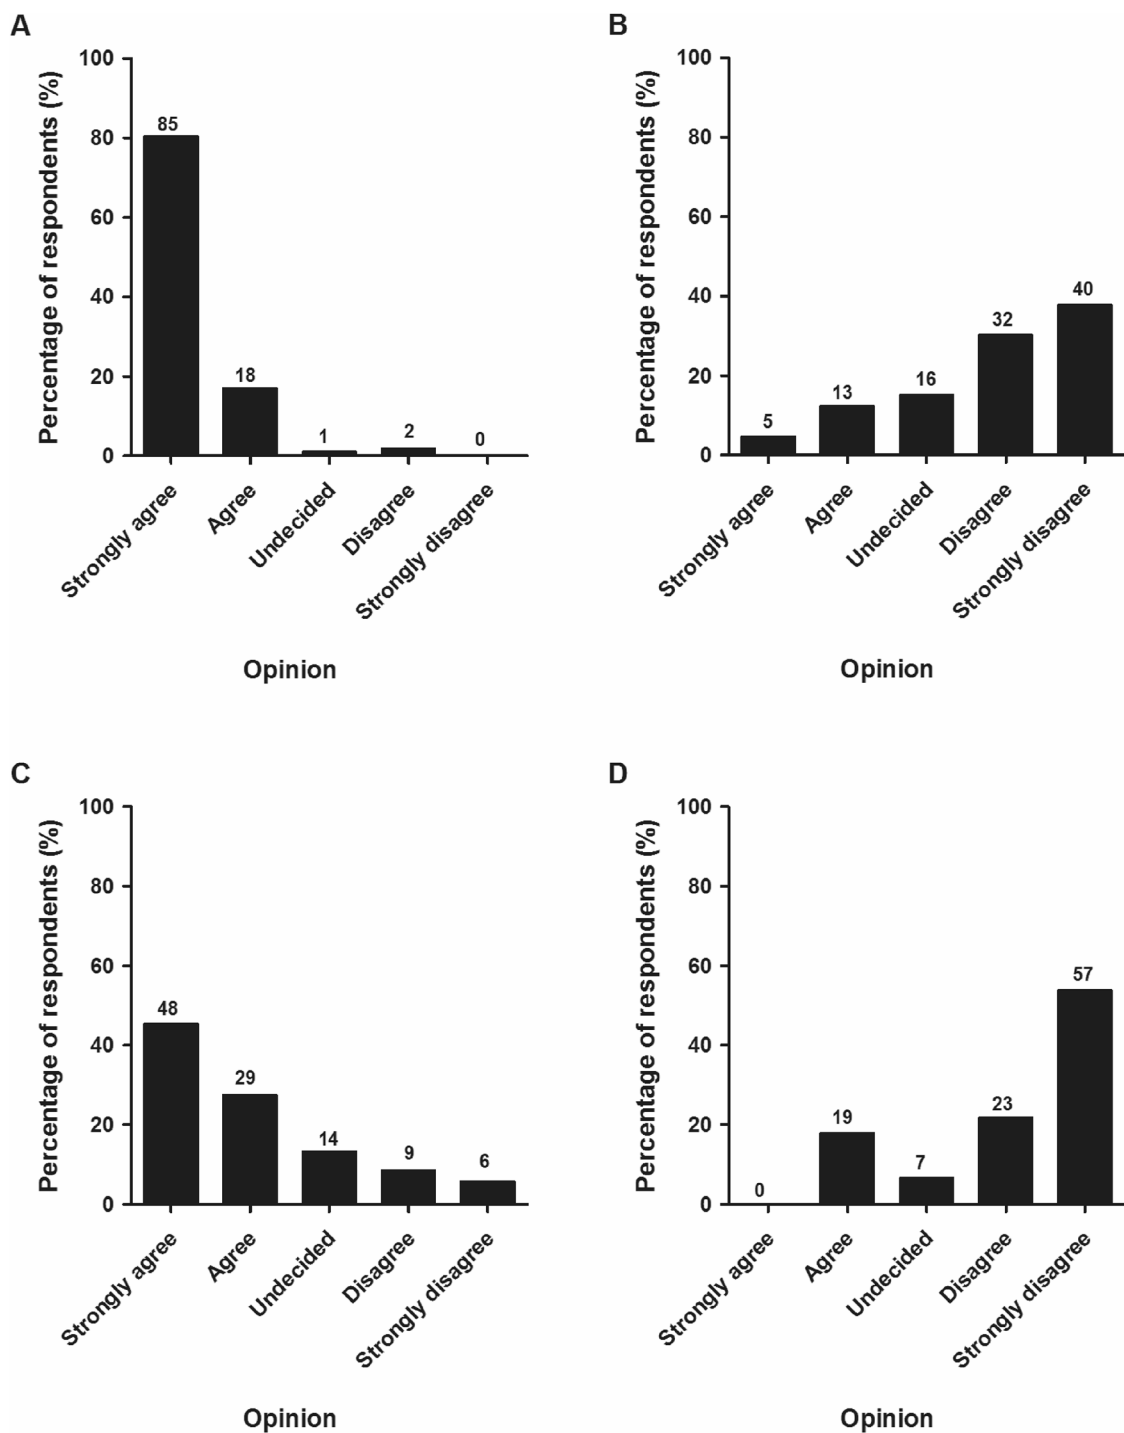 A
Percentage of respondents (%)
100
80
60
40
20
0
85
18
1
2
0
Strongly agree
Agree
Undecided
Disagree
Strongly disagree
Opinion
B
Percentage of respondents (%)
100
80
60
40
20
0
5
13
16
32
40
Strongly agree
Agree
Undecided
Disagree
Strongly disagree
Opinion
C
Percentage of respondents (%)
100
80
60
40
20
0
48
29
14
9
6
Strongly agree
Agree
Undecided
Disagree
Strongly disagree
Opinion
D
Percentage of respondents (%)
100
80
60
40
20
0
0
19
7
23
57
Strongly agree
Agree
Undecided
Disagree
Strongly disagree
Opinion